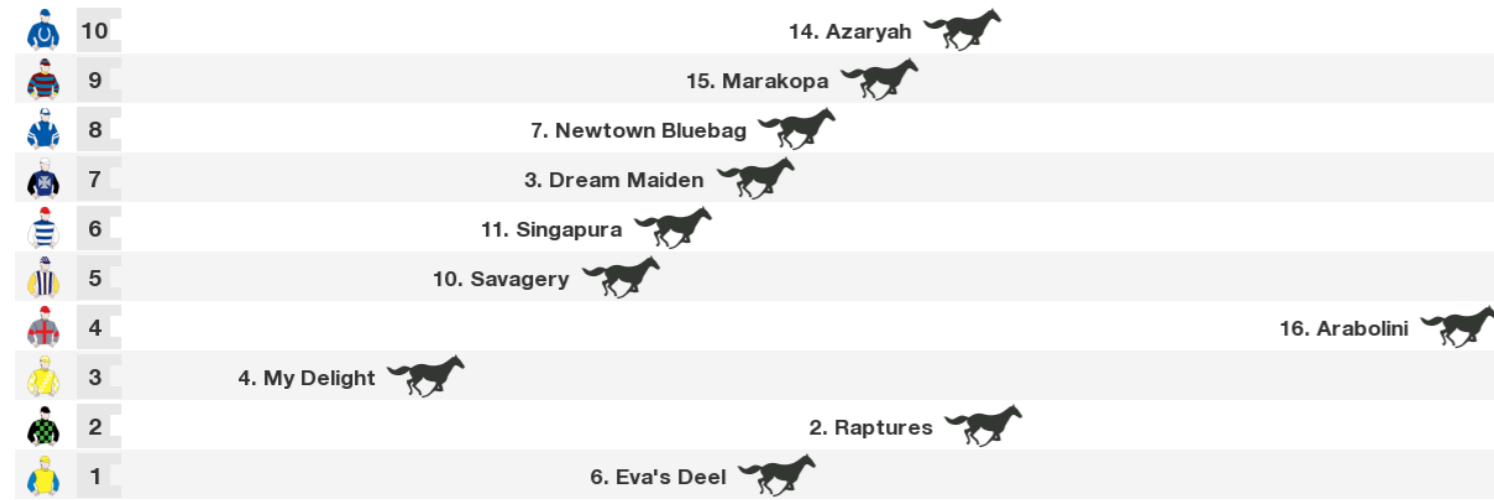 10 14. Azaryah
9 15. Marakopa
8 7. Newtown Bluebag
7 3. Dream Maiden
6 11. Singapura
5 10. Savagery
4 16. Arabolini
3 4. My Delight
2 2. Raptures
1 6. Eva's Deel